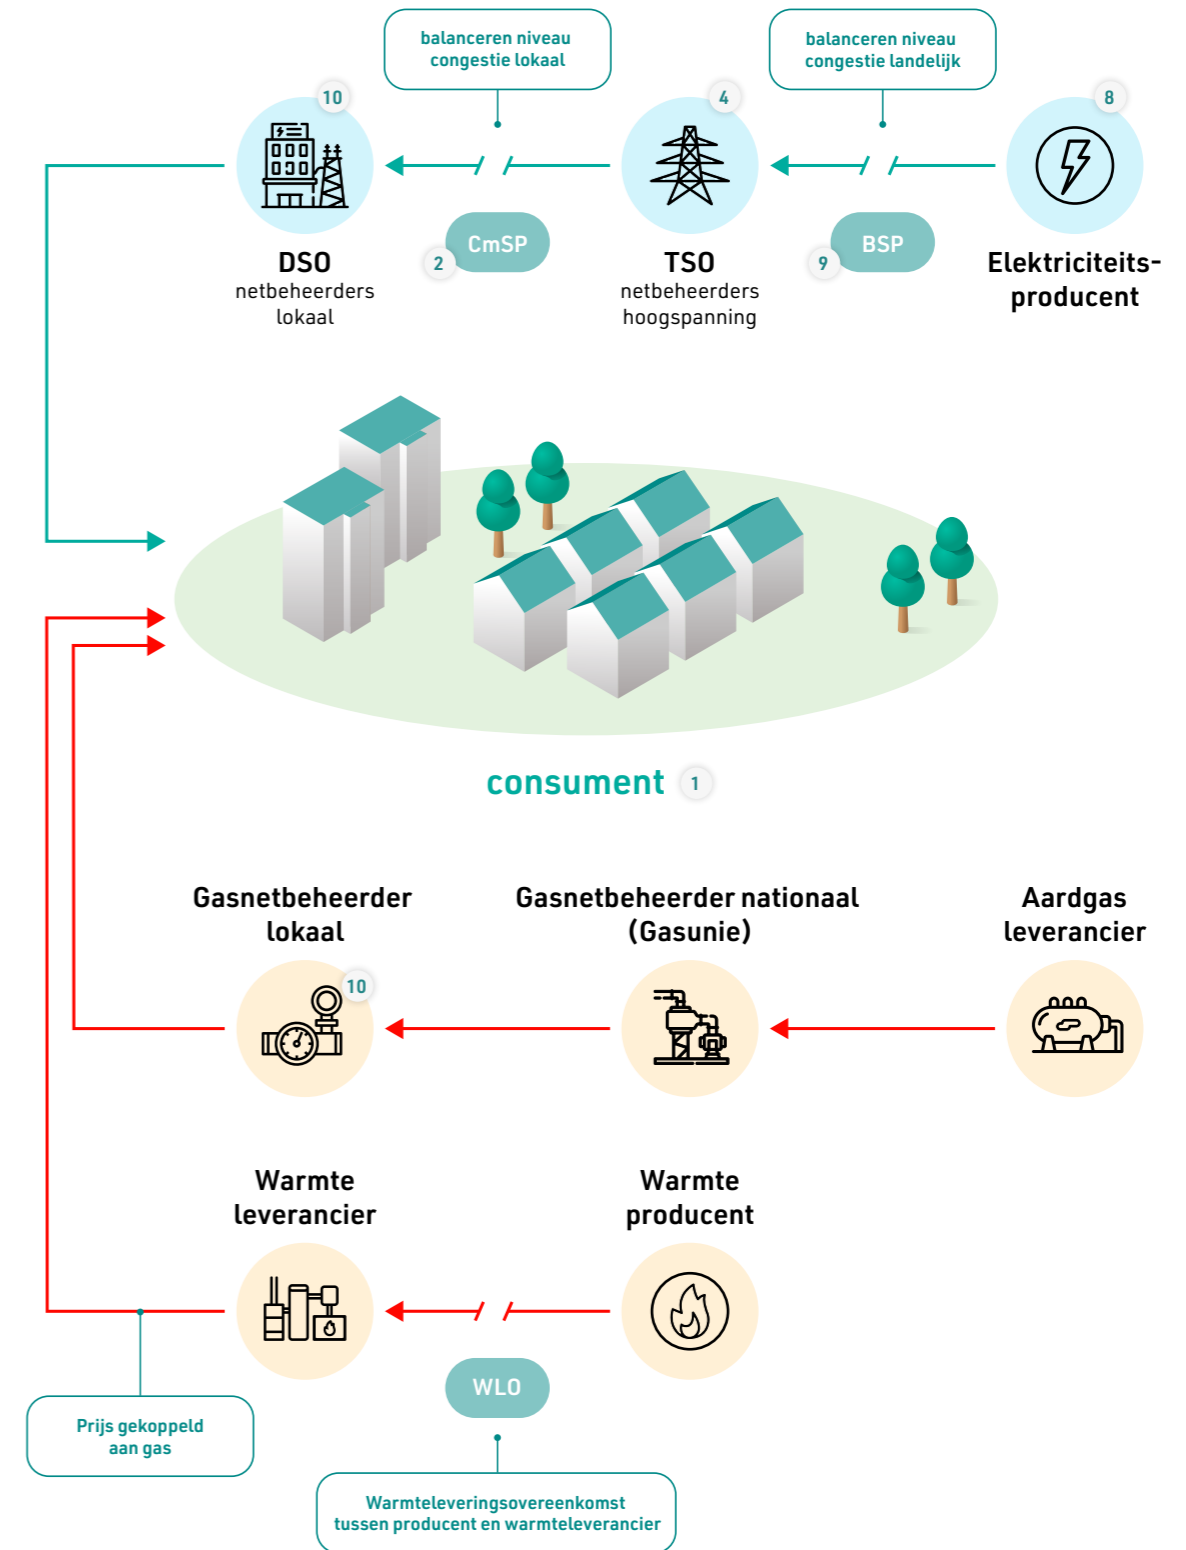 balanceren niveau
congestie lokaal
balanceren niveau
congestie landelijk
10
4
8
CmSP
2
BSP
9
DSO
netbeheerders
lokaal
TSO
netbeheerders
hoogspanning
Elektriciteits-
producent
consument 1
Gasnetbeheerder
lokaal
Gasnetbeheerder nationaal
(Gasunie)
Aardgas
leverancier
10
Warmte
leverancier
Warmte
producent
WLO
Prijs gekoppeld
aan gas
Warmteleveringsovereenkomst
tussen producent en warmteleverancier